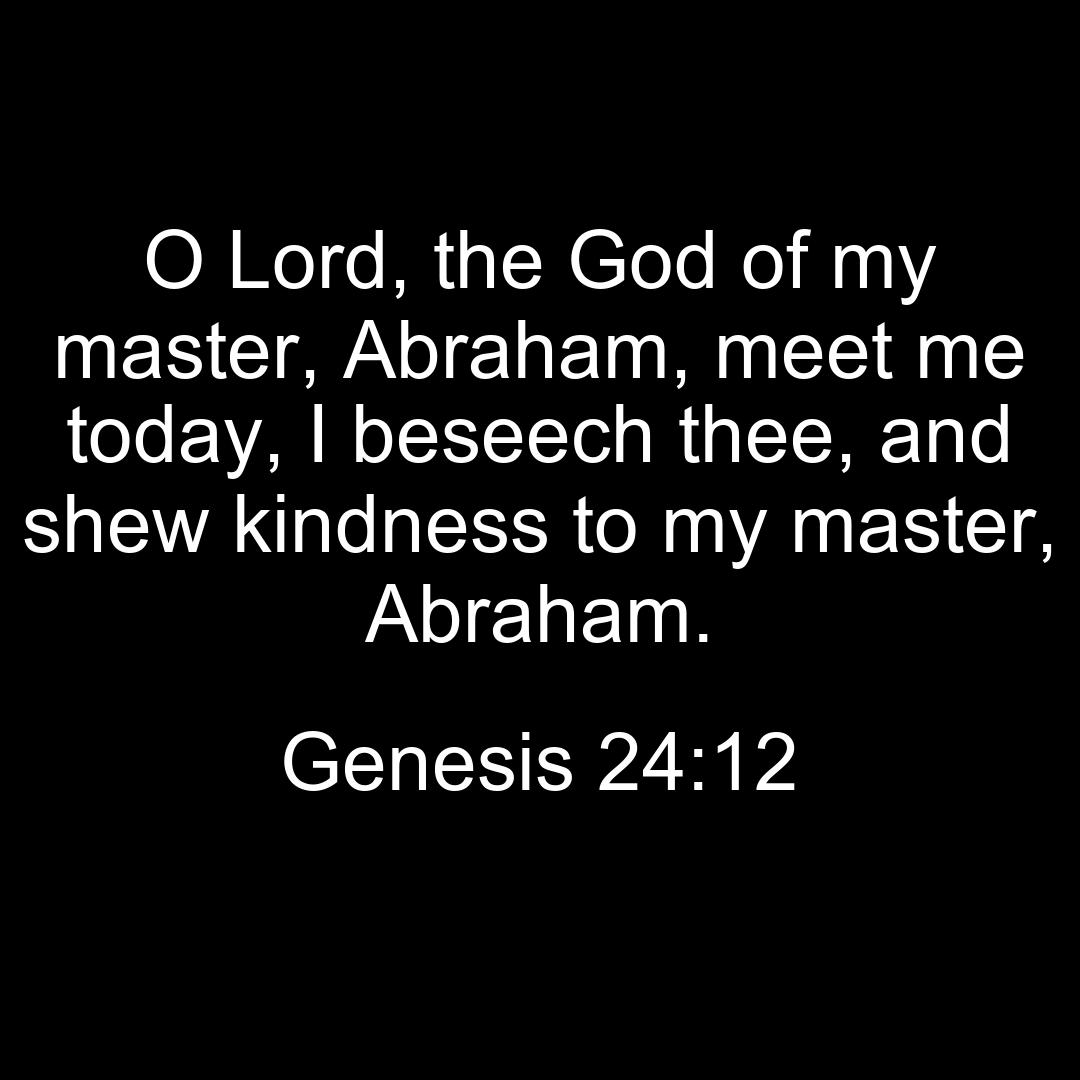 O Lord, the God of my
master, Abraham, meet me
today, I beseech thee, and
shew kindness to my master,
Abraham.
Genesis 24:12